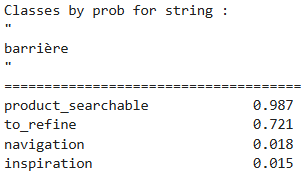 Classes by prob for string :
"
barrière
"
=====================================
product_searchable 0.987
to_refine 0.721
navigation 0.018
inspiration 0.015